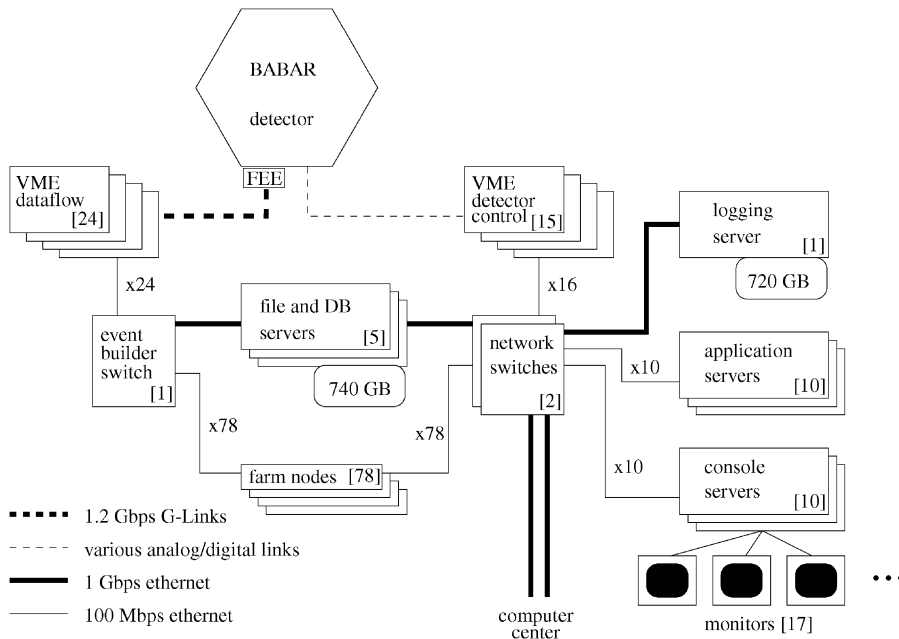 BABAR
detector
FEE
VME
dataflow
[24]
VME
detector
control
[15]
logging
server
[1]
720 GB
x24
x16
file and DB
servers
[5]
740 GB
event
builder
switch
[1]
network
switches
[2]
application
servers
[10]
x10
x78
x78
x10
farm nodes [78]
console
servers
[10]
1.2 Gbps G-Links
various analog/digital links
1 Gbps ethernet
100 Mbps ethernet
computer
center
monitors [17]
...